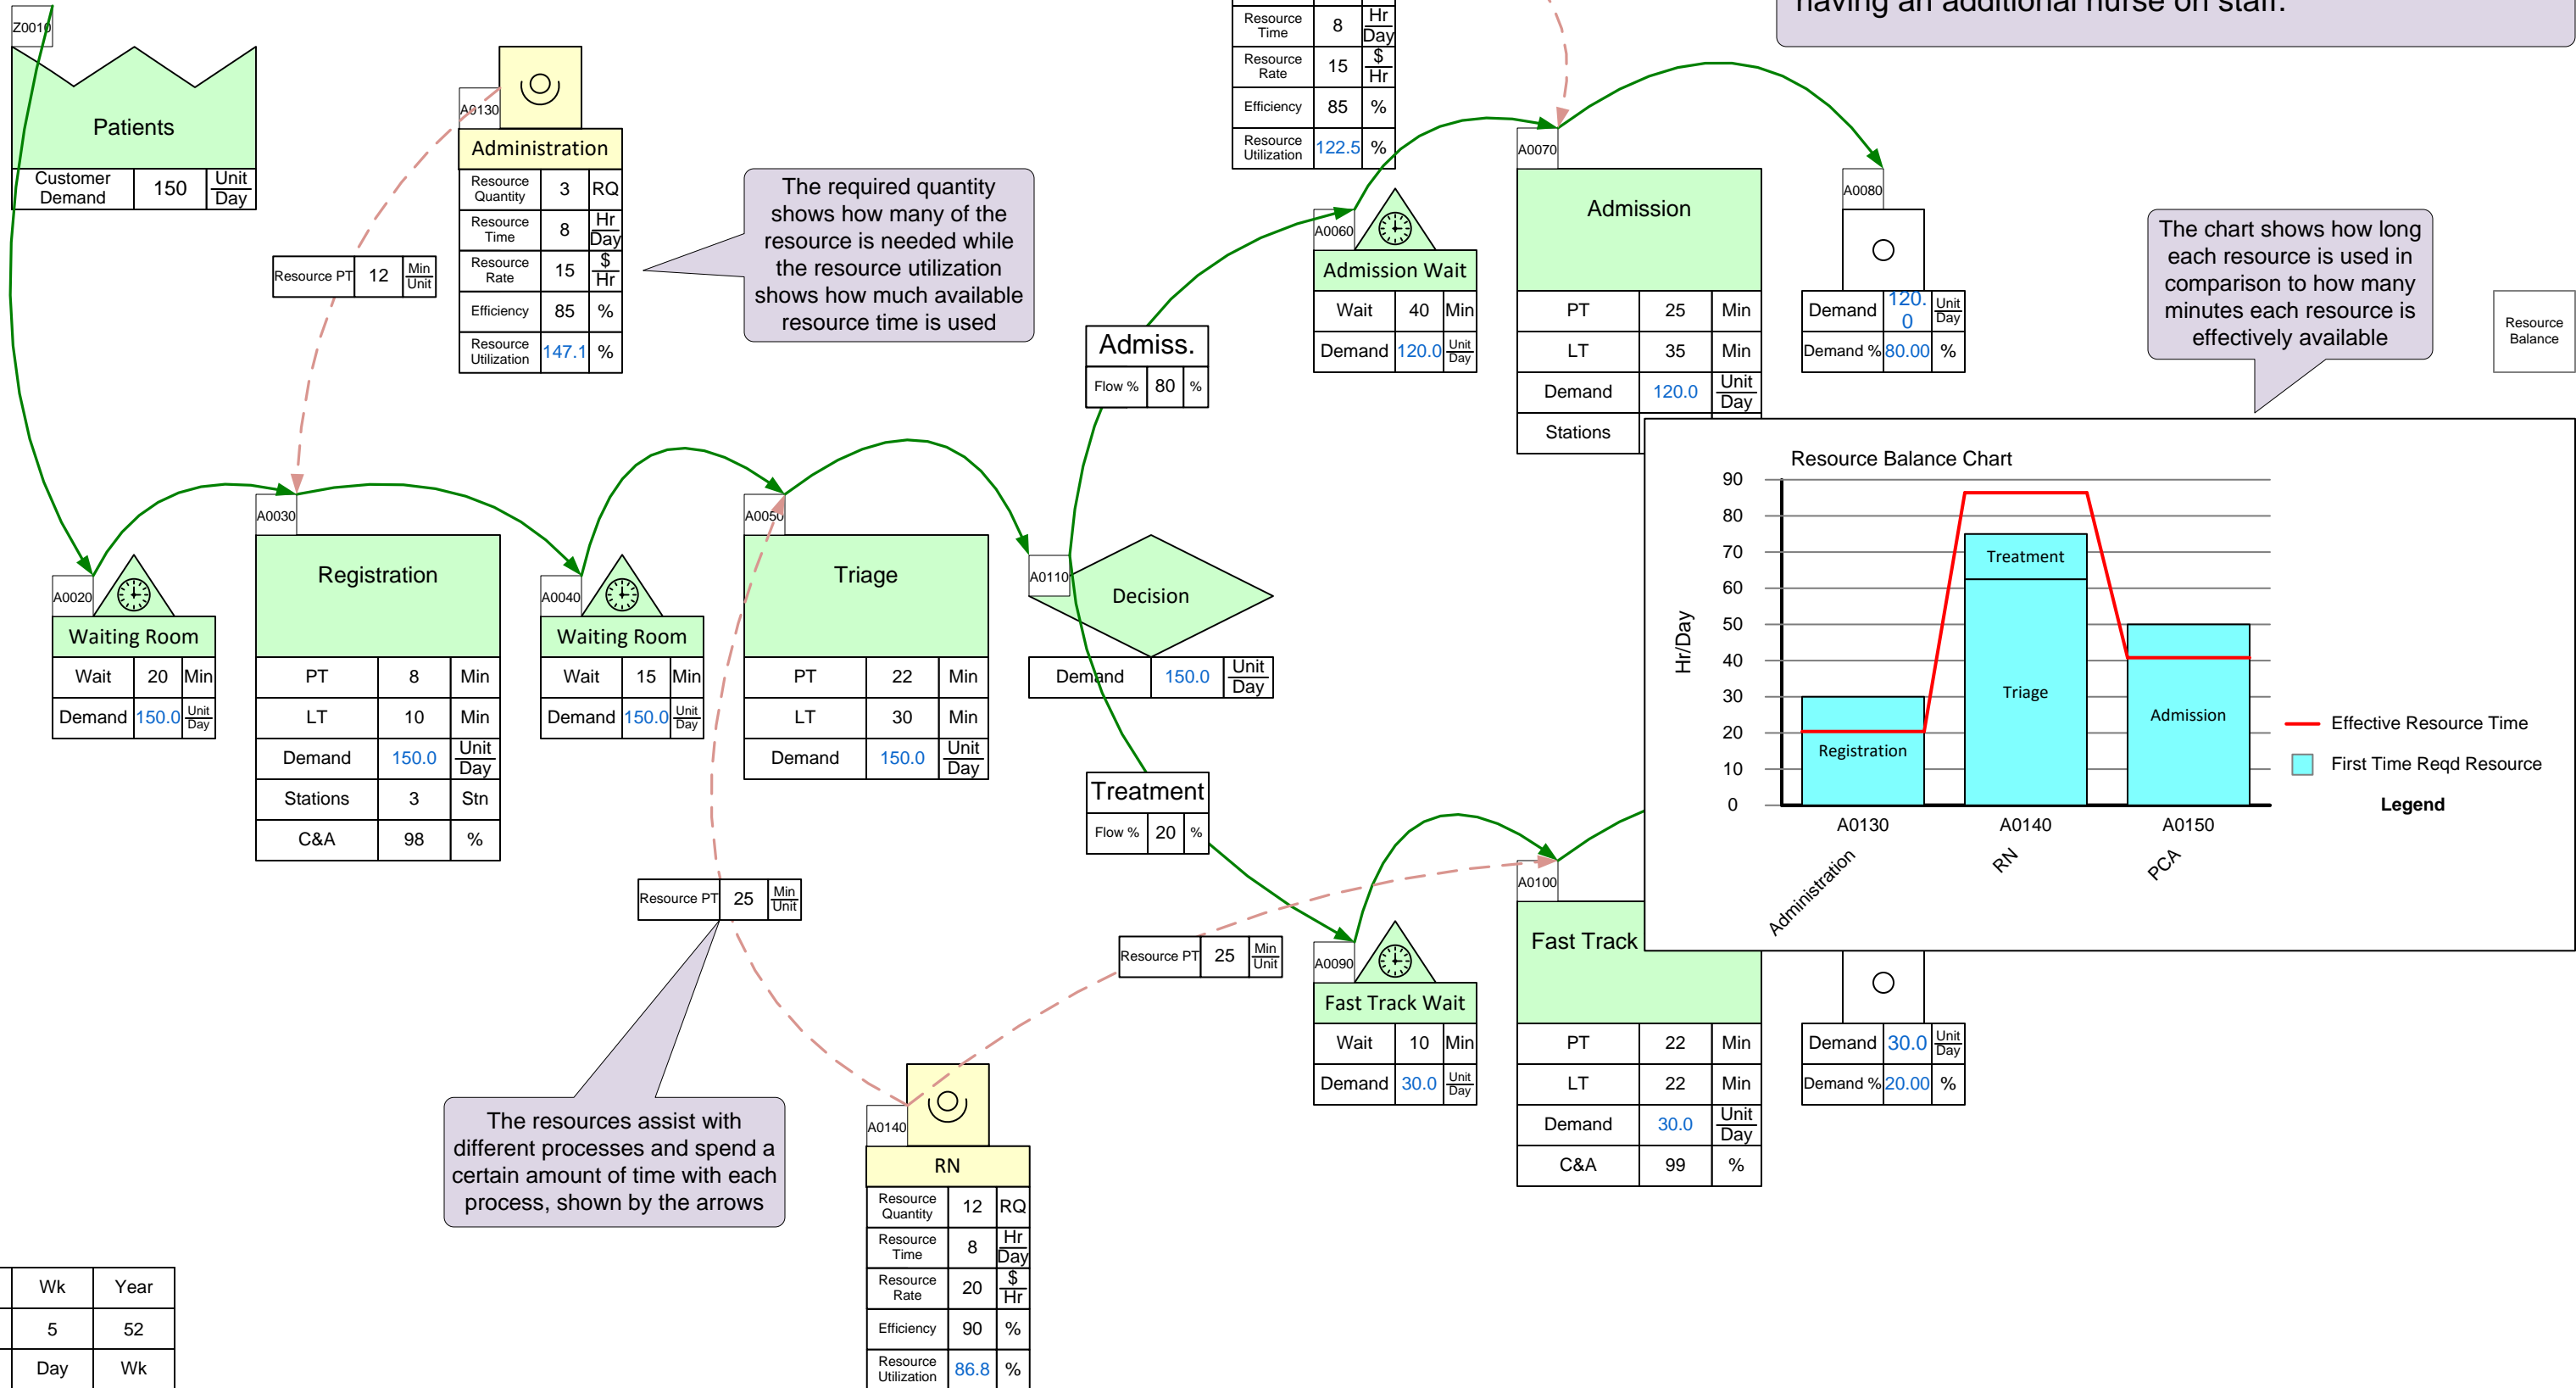 Z0010
Patients
Customer Demand 150 Unit Day
A0130
Administration
Resource Quantity 3 RQ
Resource Time 8 Hr Day
Resource Rate 15 $ Hr
Efficiency 85 %
Resource Utilization 147.1 %
Resource PT 12 Min Unit
The required quantity
shows how many of the
resource is needed while
the resource utilization
shows how much available
resource time is used
Resource Time 8 Hr Day
Resource Rate 15 $ Hr
Efficiency 85 %
Resource Utilization 122.5 %
having an additional nurse on staff.
A0060
Admission Wait
Wait 40 Min
Demand 120.0 Unit Day
A0070
Admission
PT 25 Min
LT 35 Min
Demand 120.0 Unit Day
Stations
A0080
Demand 120.0 Unit Day
Demand % 80.00 %
The chart shows how long
each resource is used in
comparison to how many
minutes each resource is
effectively available
Resource
Balance
Admiss.
Flow % 80 %
A0020
Waiting Room
Wait 20 Min
Demand 150.0 Unit Day
A0030
Registration
PT 8 Min
LT 10 Min
Demand 150.0 Unit Day
Stations 3 Stn
C&A 98 %
A0040
Waiting Room
Wait 15 Min
Demand 150.0 Unit Day
A0050
Triage
PT 22 Min
LT 30 Min
Demand 150.0 Unit Day
A0110
Decision
Demand 150.0 Unit Day
Treatment
Flow % 20 %
Resource Balance Chart
Hr/Day
90
80
70
60
50
40
30
20
10
0
Registration
Treatment
Triage
Admission
A0130
A0140
A0150
Administration
RN
PCA
Effective Resource Time
First Time Reqd Resource
Legend
Resource PT 25 Min Unit
Resource PT 25 Min Unit
A0090
Fast Track Wait
Wait 10 Min
Demand 30.0 Unit Day
A0100
Fast Track
PT 22 Min
LT 22 Min
Demand 30.0 Unit Day
C&A 99 %
Demand 30.0 Unit Day
Demand % 20.00 %
The resources assist with
different processes and spend a
certain amount of time with each
process, shown by the arrows
A0140
RN
Resource Quantity 12 RQ
Resource Time 8 Hr Day
Resource Rate 20 $ Hr
Efficiency 90 %
Resource Utilization 86.8 %
Wk Year
5 52
Day Wk